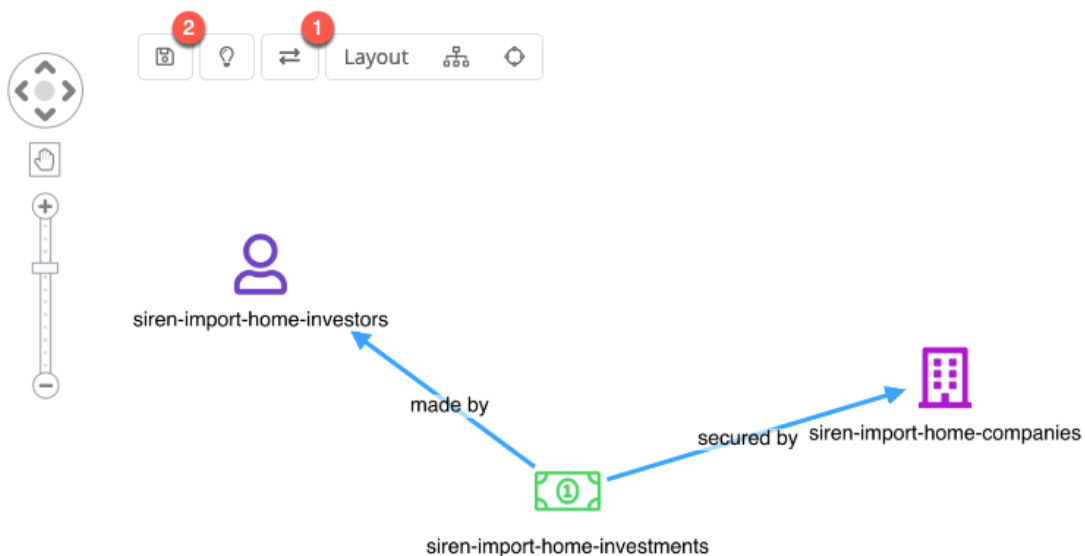 2
1
Layout
siren-import-home-investors
made by
secured by
siren-import-home-companies
1
siren-import-home-investments